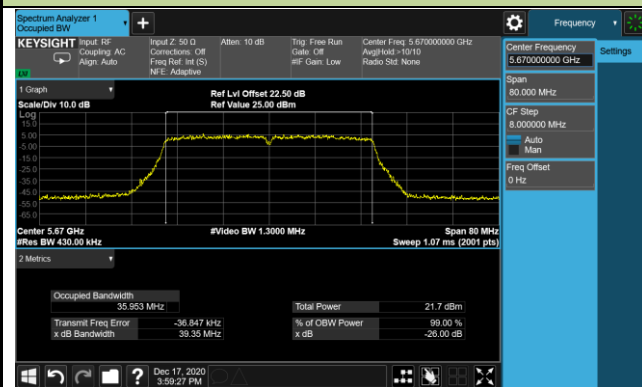 Spectrum Analyzer 1
Occupied BW
Frequency
KEYSIGHT
Input: RF
Coupling: AC
Align: Auto
Input Z: 50 Ω
Corrections: Off
Freq Ref: Int (S)
NFE: Adaptive
Atten: 10 dB
Trig: Free Run
Gate: Off
#IF Gain: Low
Center Freq: 5.670000000 GHz
Avg|Hold:>10/10
Radio Std: None
LXI
Center Frequency
5.670000000 GHz
Settings
Span
80.000 MHz
CF Step
8.000000 MHz
Auto
Man
Freq Offset
0 Hz
1 Graph
Scale/Div 10.0 dB
Ref Lvl Offset 22.50 dB
Ref Value 25.00 dBm
Log
15.0
5.00
-5.00
-15.0
-25.0
-35.0
-45.0
-55.0
-65.0
Center 5.67 GHz
#Res BW 430.00 kHz
#Video BW 1.3000 MHz
Span 80 MHz
Sweep 1.07 ms (2001 pts)
2 Metrics
Occupied Bandwidth
35.953 MHz
Total Power 21.7 dBm
Transmit Freq Error -36.847 kHz
% of OBW Power 99.00 %
x dB Bandwidth 39.35 MHz
x dB -26.00 dB
?
Dec 17, 2020
3:59:27 PM